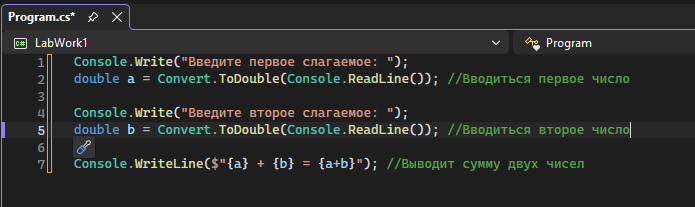 Program.cs*
LabWork1
Program
1 Console.Write("Введите первое слагаемое: ");
2 double a = Convert.ToDouble(Console.ReadLine()); //Вводиться первое число
3
4 Console.Write("Введите второе слагаемое: ");
5 double b = Convert.ToDouble(Console.ReadLine()); //Вводиться второе число
6
7 Console.WriteLine($"{a} + {b} = {a+b}"); //Выводит сумму двух чисел